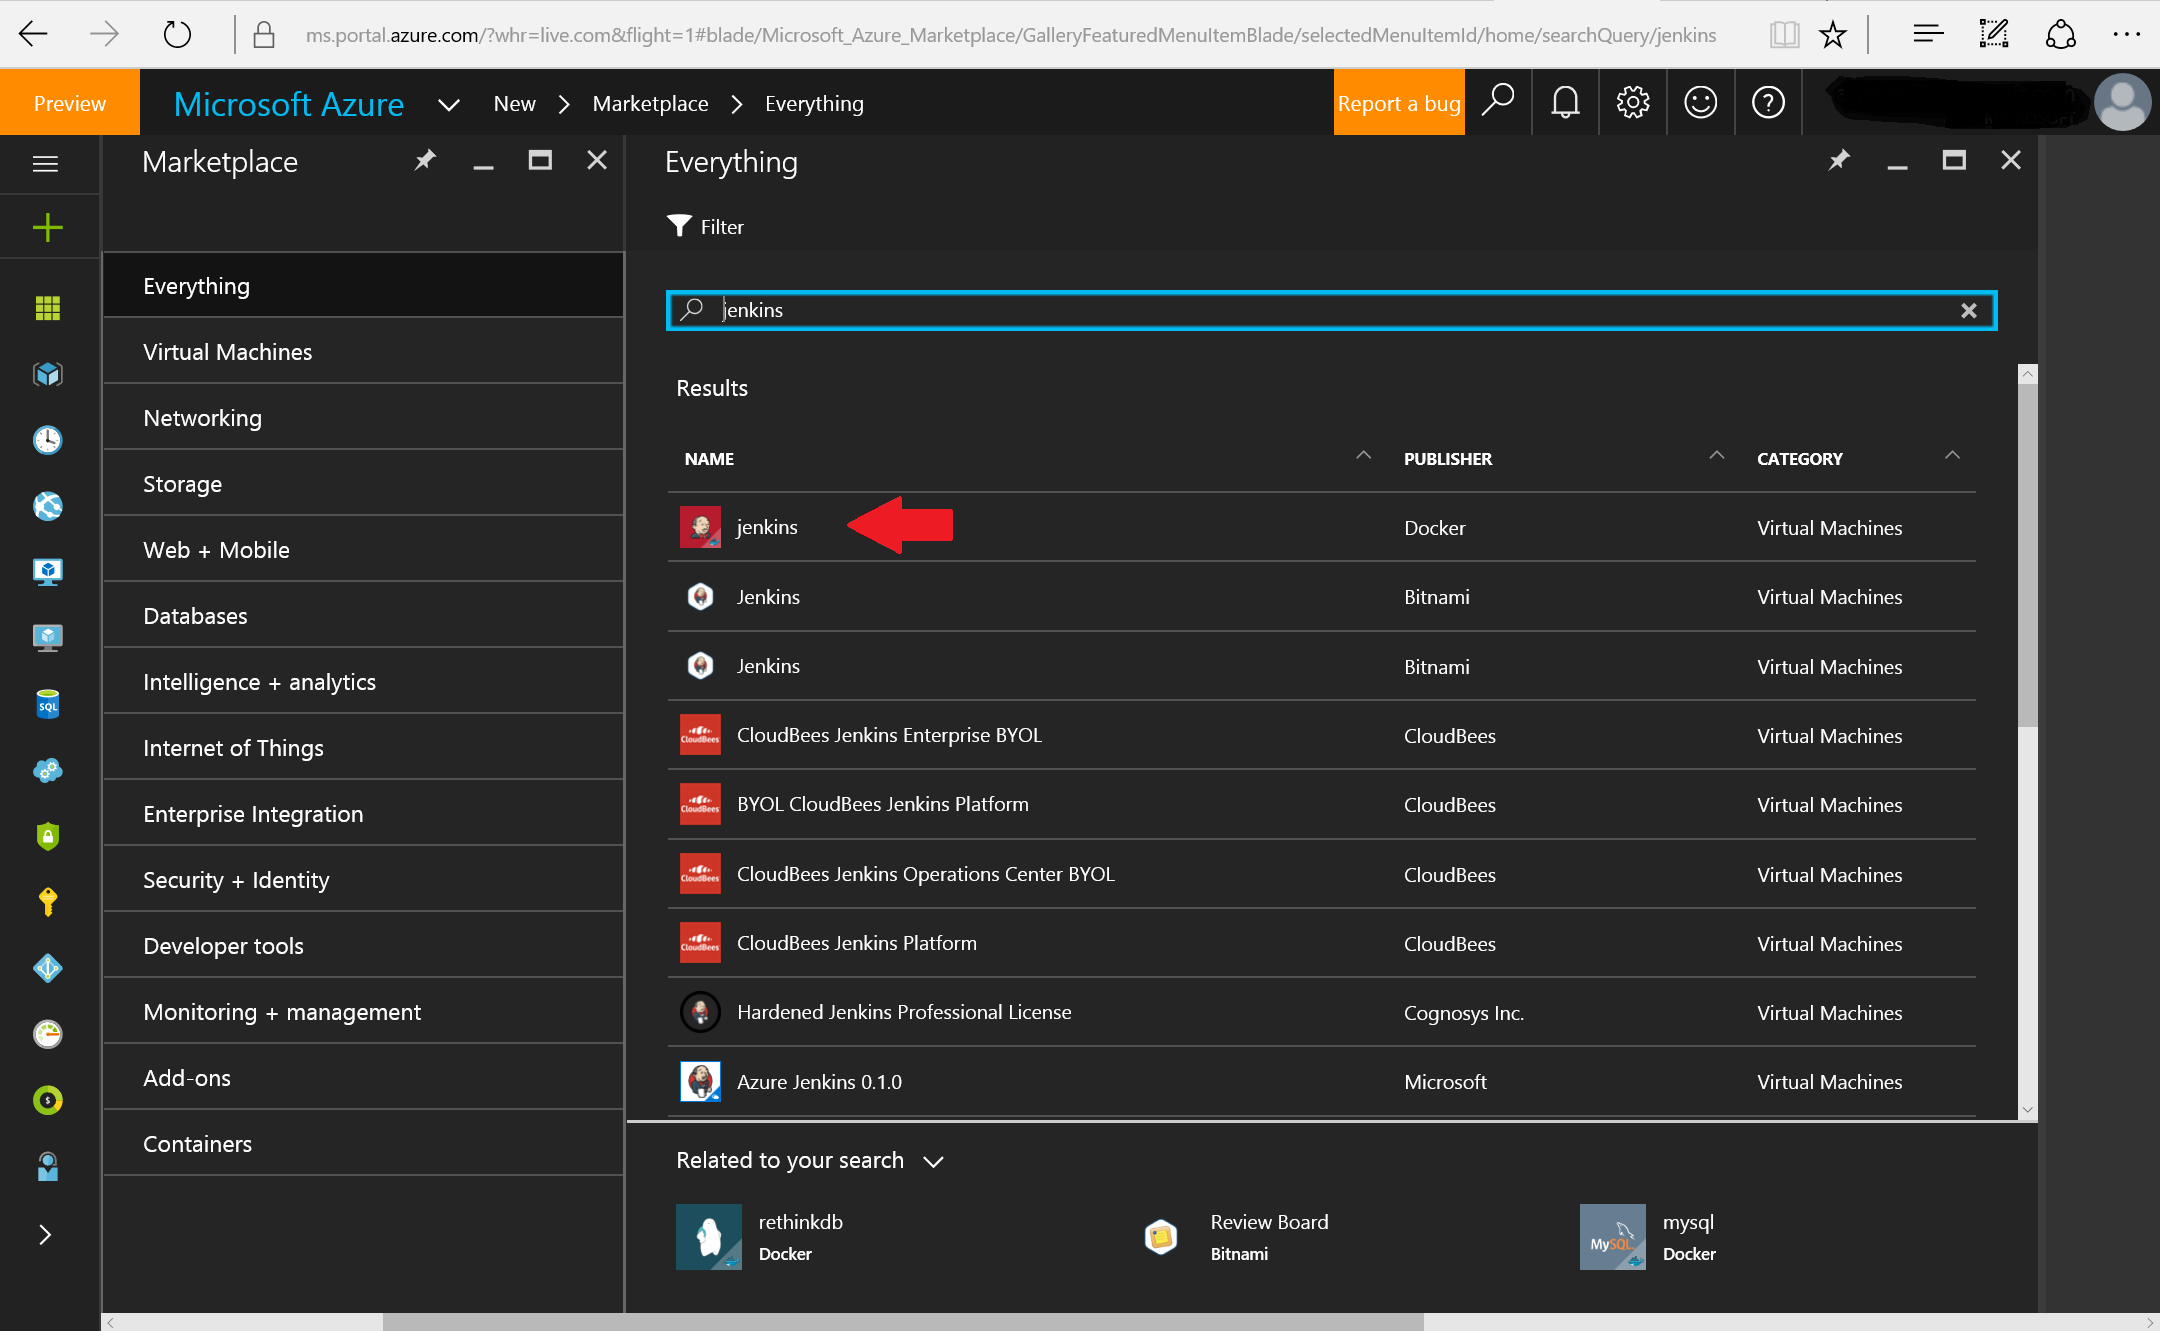 ms.portal.azure.com/?whr=live.com&flight=1#blade/Microsoft_Azure_Marketplace/GalleryFeaturedMenuItemBlade/selectedMenuItemId/home/searchQuery/jenkins
Preview
Microsoft Azure
New
Marketplace
Everything
Report a bug
Marketplace
Everything
Virtual Machines
Networking
Storage
Web + Mobile
Databases
Intelligence + analytics
Internet of Things
Enterprise Integration
Security + Identity
Developer tools
Monitoring + management
Add-ons
Containers
SQL
Everything
Filter
jenkins
Results
NAME PUBLISHER CATEGORY
jenkins Docker Virtual Machines
Jenkins Bitnami Virtual Machines
Jenkins Bitnami Virtual Machines
CloudBees CloudBees Jenkins Enterprise BYOL CloudBees Virtual Machines
CloudBees BYOL CloudBees Jenkins Platform CloudBees Virtual Machines
CloudBees CloudBees Jenkins Operations Center BYOL CloudBees Virtual Machines
CloudBees CloudBees Jenkins Platform CloudBees Virtual Machines
Hardened Jenkins Professional License Cognosys Inc. Virtual Machines
Azure Jenkins 0.1.0 Microsoft Virtual Machines
Related to your search
rethinkdb
Docker
Review Board
Bitnami
MySQL
mysql
Docker